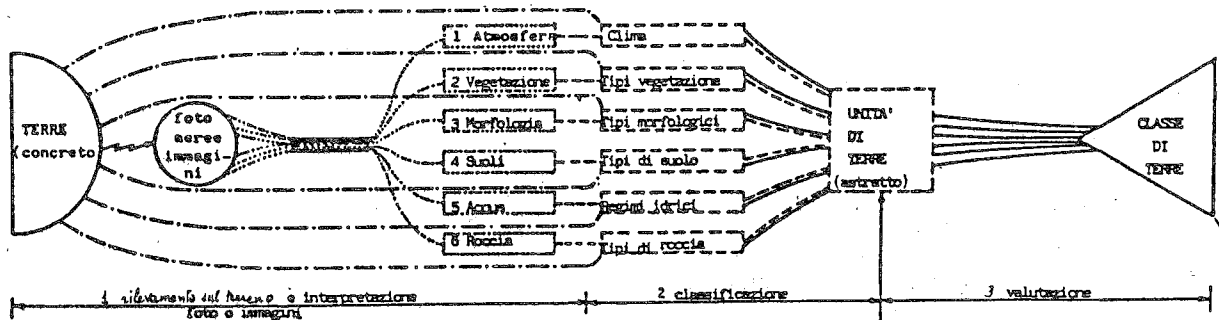 TERRE
(concreto
foto
aeree
immagi-
ni
1 Atmosfera
2 Vegetazione
3 Morfologia
4 Suoli
5 Acqua
6 Roccia
Clima
Tipi vegetazione
Tipi morfologici
Tipi di suolo
Regimi idrici
Tipi di roccia
UNITA'
DI
TERRE
(astratto)
CLASSE
DI
TERRE
1 rilevamento sul terreno o interpretazione
foto o immagini
2 classificazione
3 valutazione